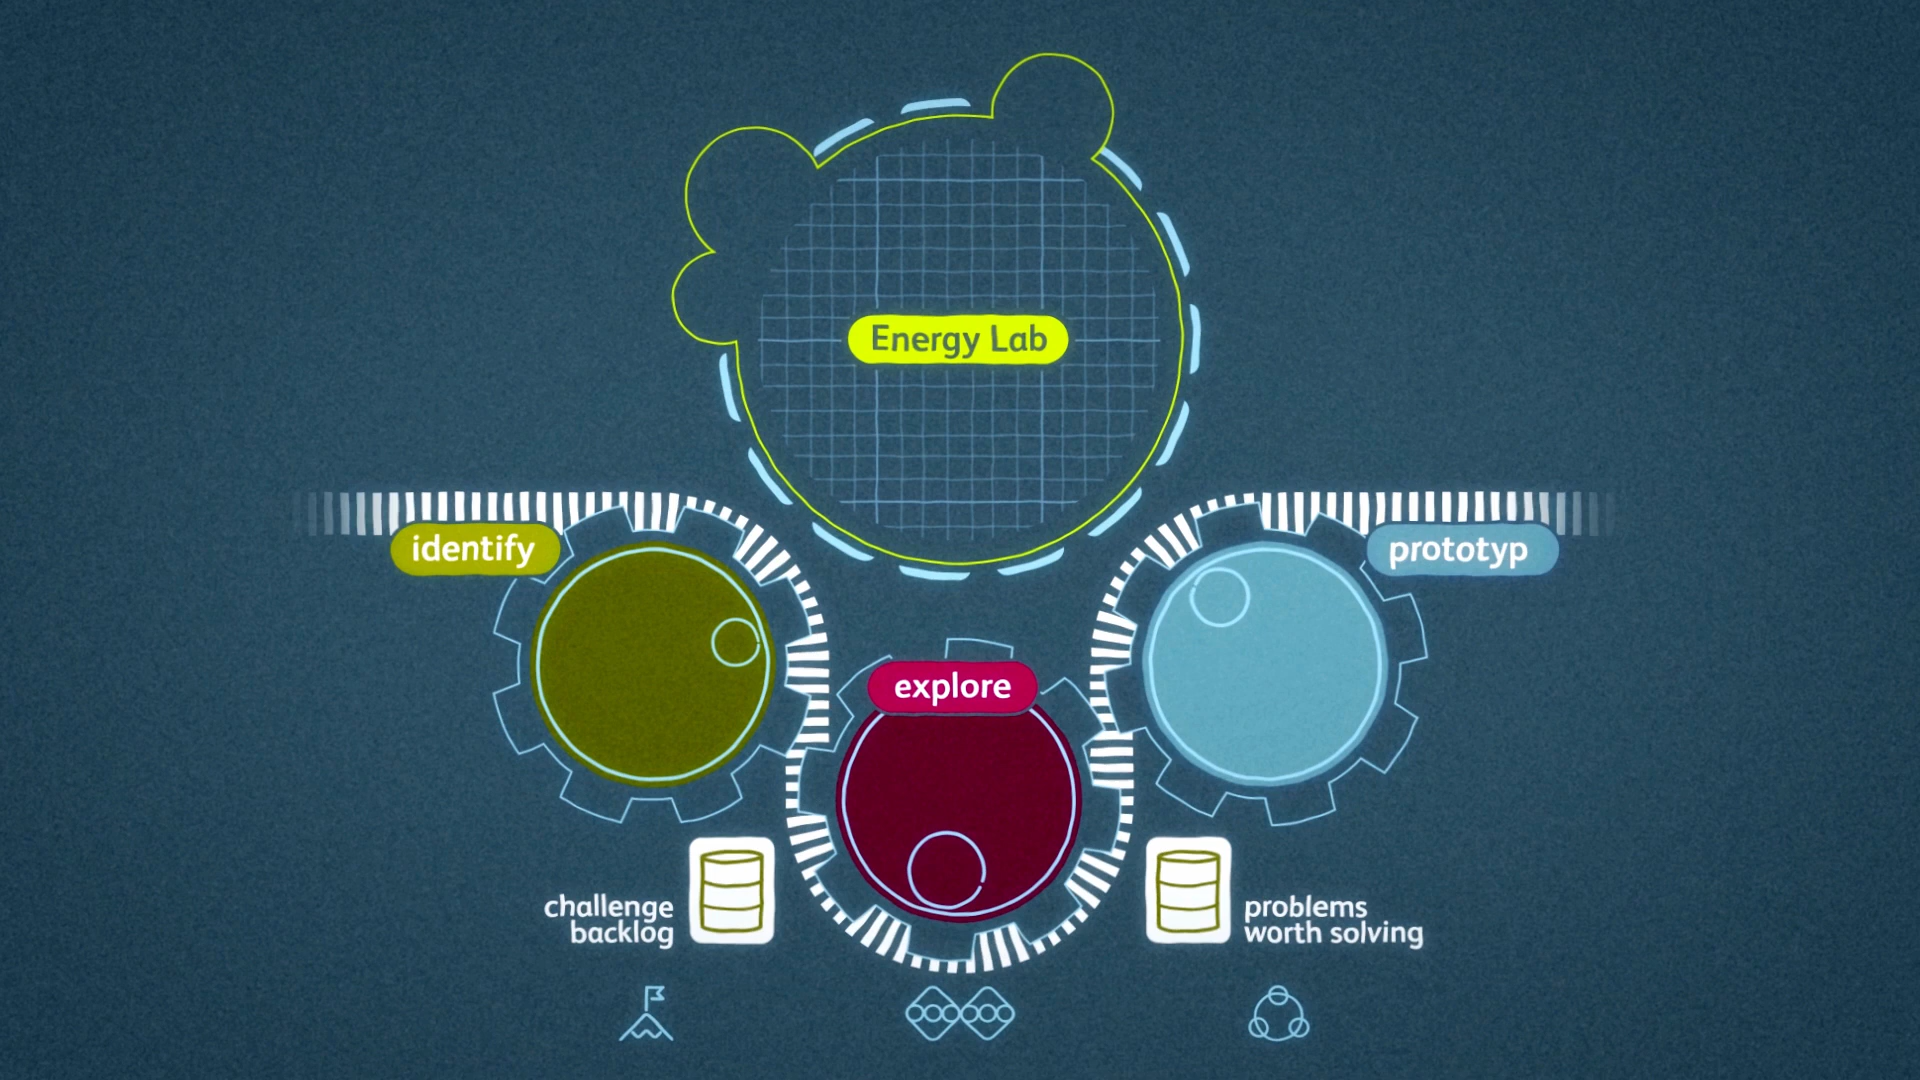 Energy Lab
identify
prototyp
explore
challenge
backlog
problems
worth solving